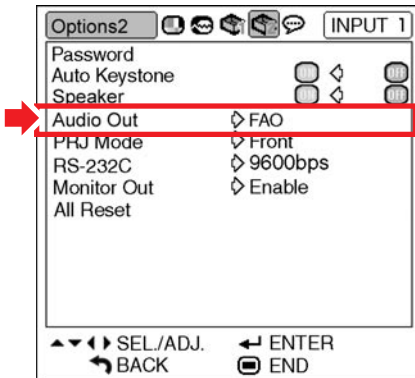 Options2 INPUT 1
Password
Auto Keystone OFF
Speaker OFF
Audio Out FAO
PRJ Mode Front
RS-232C 9600bps
Monitor Out Enable
All Reset
SEL./ADJ. ENTER
BACK END